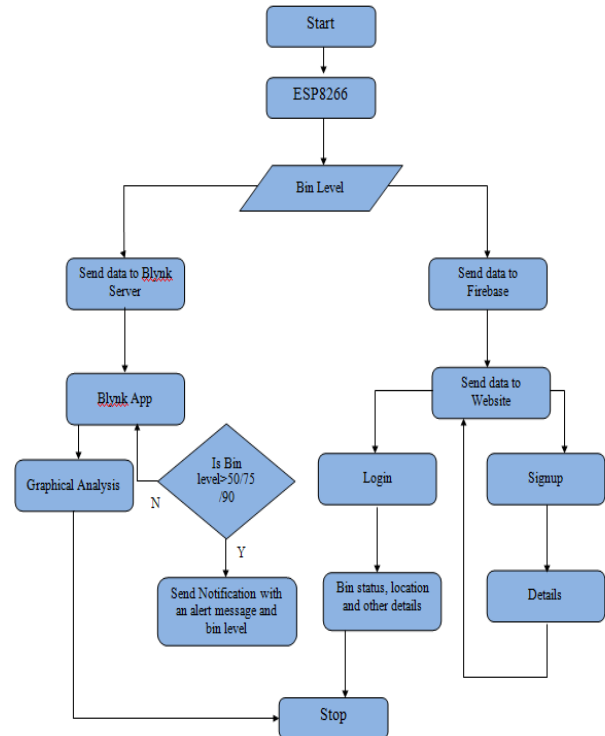 Start
ESP8266
Bin Level
Send data to Blynk
Server
Send data to
Firebase
Blynk App
Send data to
Website
Graphical Analysis
Is Bin
level>50/75
/90
N
Y
Login
Signup
Send Notification with
an alert message and
bin level
Bin status, location
and other details
Details
Stop